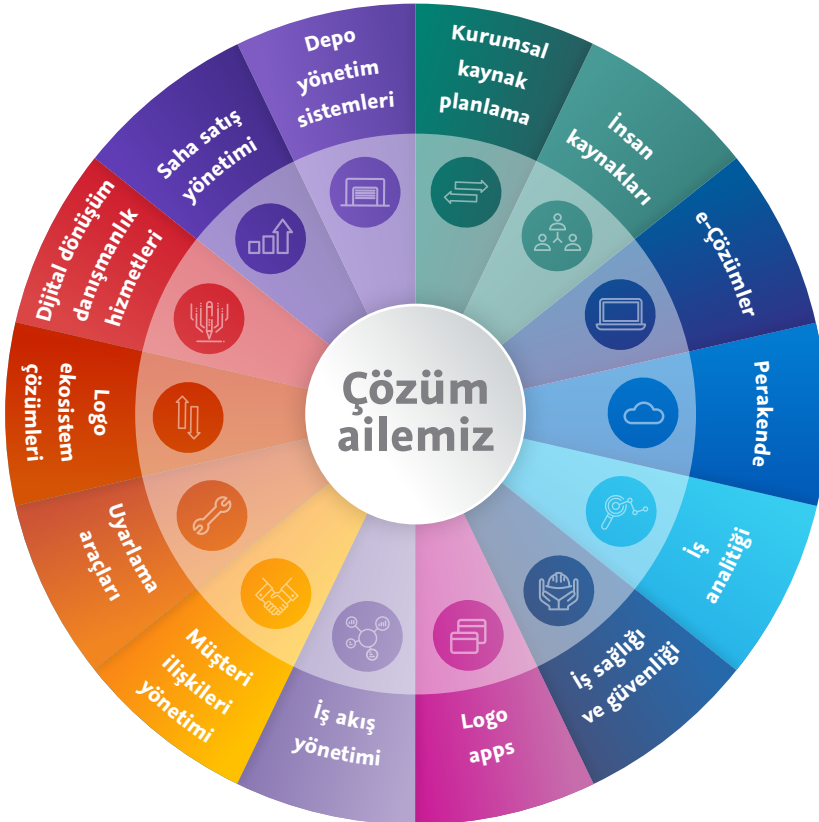 Çözüm
ailemiz
Kurumsal
kaynak
planlama
İnsan
kaynakları
e-Çözümler
Perakende
İş
analitiği
İş sağlığı
ve güvenliği
Logo
apps
İş akış
yönetimi
Müşteri
ilişkileri
yönetimi
Uyarlama
araçları
Logo
ekosistem
çözümleri
Dijital dönüşüm
danışmanlık
hizmetleri
Saha satış
yönetimi
Depo
yönetim
sistemleri